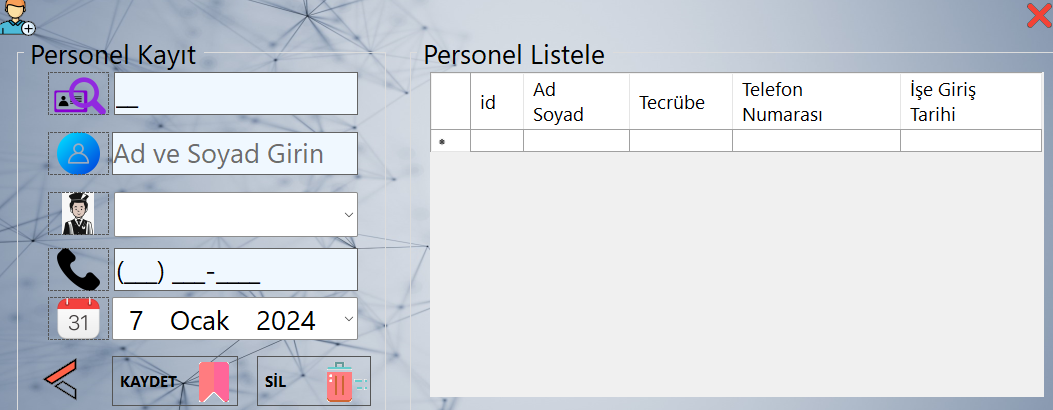 Personel Kayıt
__
Ad ve Soyad Girin
(___) ___-____
31
7 Ocak 2024
KAYDET
SİL
Personel Listele
id
Ad
Soyad
Tecrübe
Telefon
Numarası
İşe Giriş
Tarihi
*